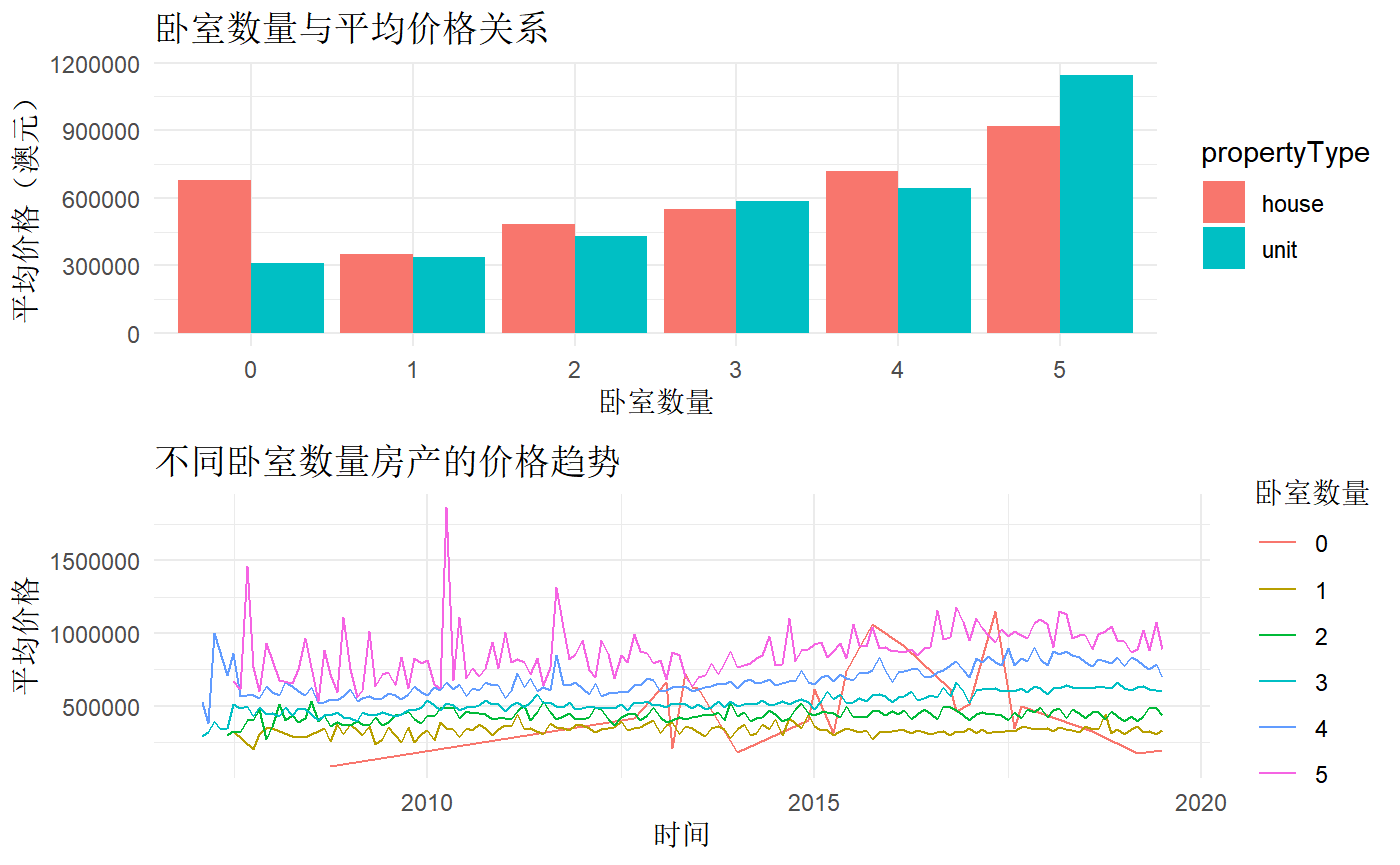 卧室数量与平均价格关系
平均价格（澳元）
1200000
900000
600000
300000
0
0 1 2 3 4 5
卧室数量
propertyType
house
unit
不同卧室数量房产的价格趋势
平均价格
1500000
1000000
500000
2010 2015 2020
时间
卧室数量
0
1
2
3
4
5